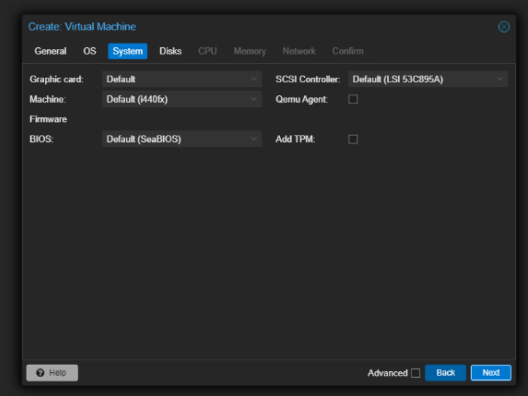 Create: Virtual Machine
General OS System Disks CPU Memory Network Confirm
Graphic card: Default SCSI Controller: Default (LSI 53C895A)
Machine: Default (i440fx) Qemu Agent:
Firmware
BIOS: Default (SeaBIOS) Add TPM:
Help Advanced Back Next